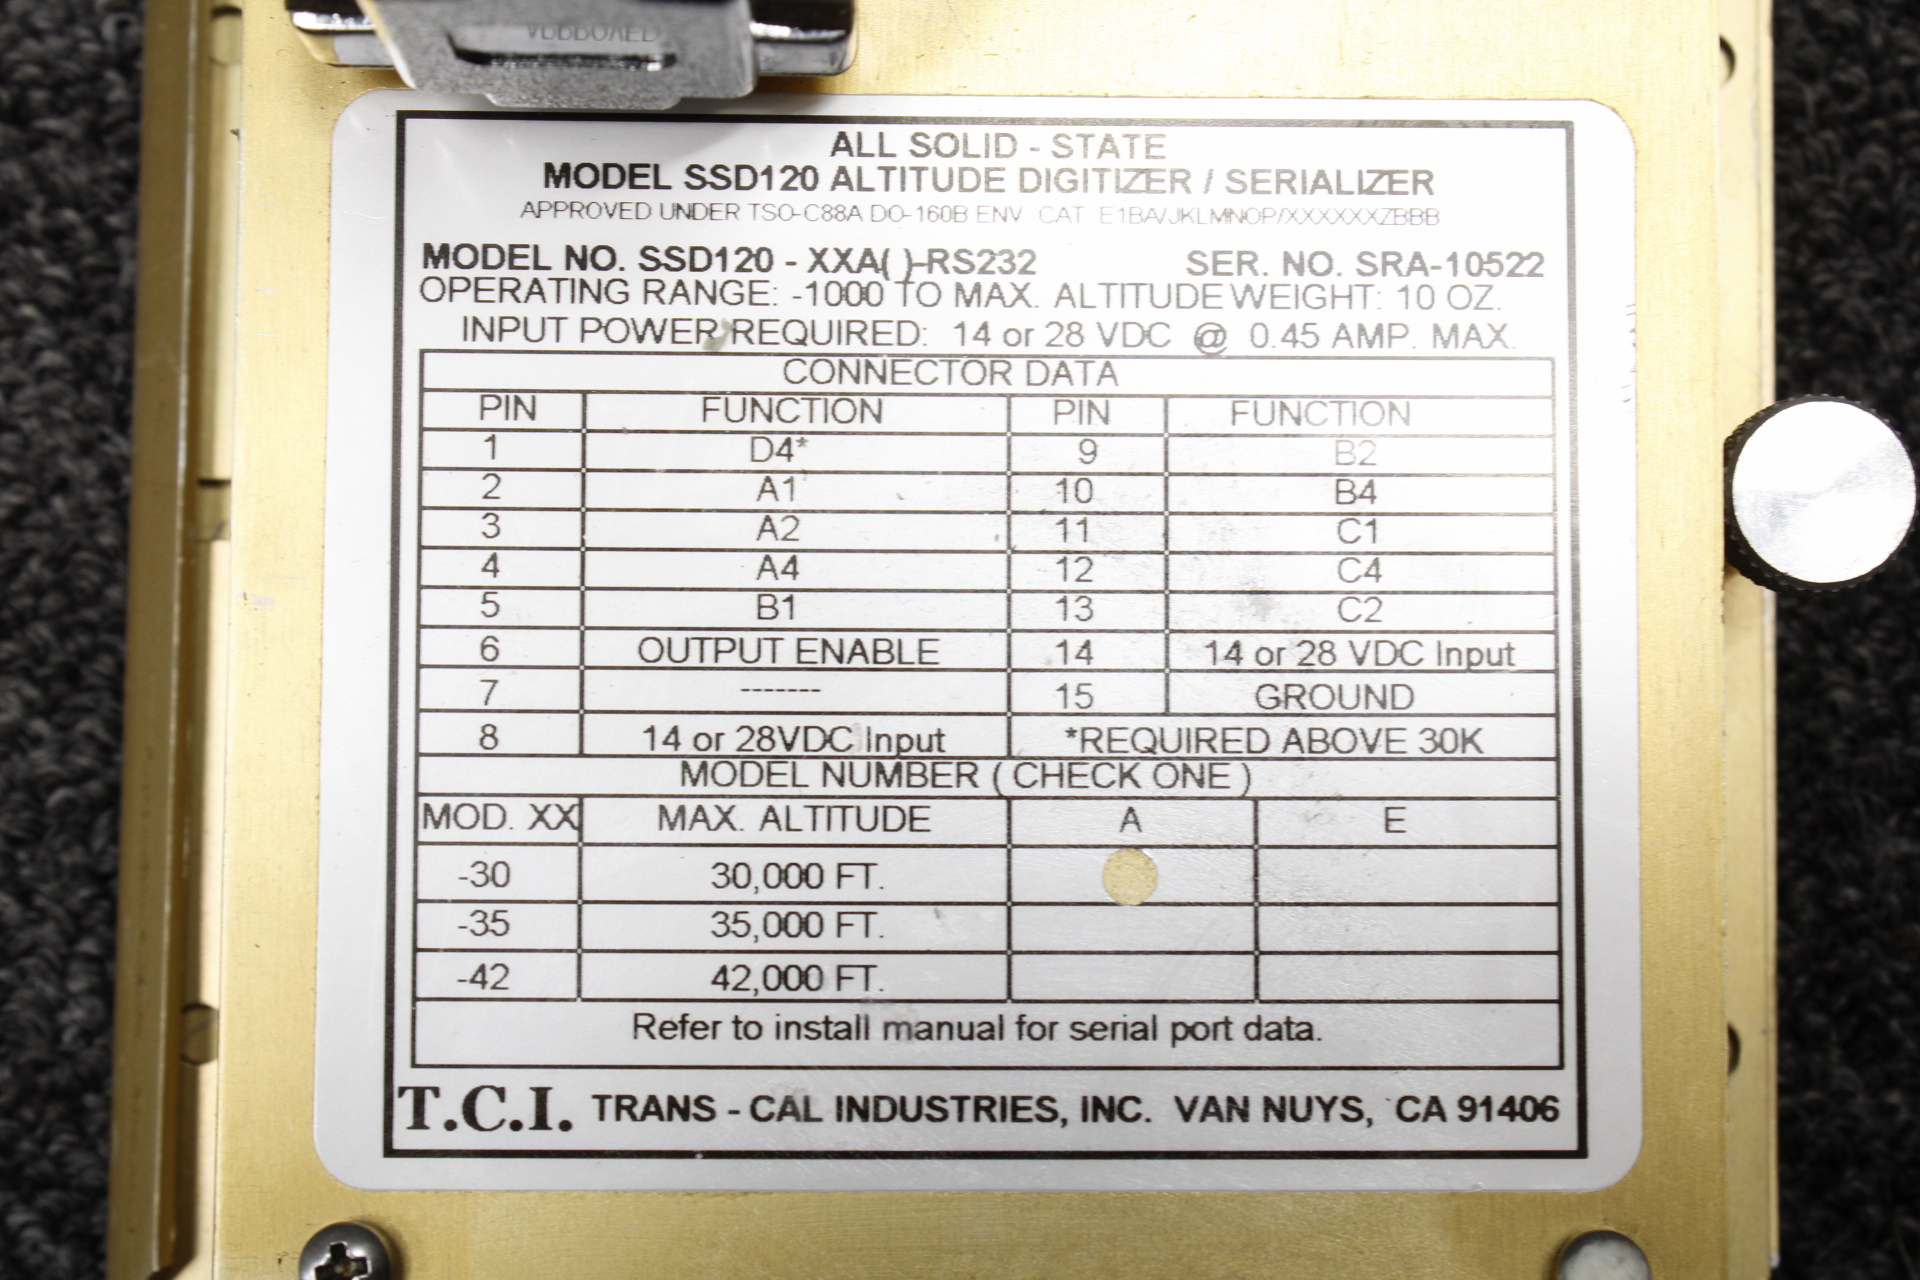 ALL SOLID - STATE
MODEL SSD120 ALTITUDE DIGITIZER / SERIALIZER
APPROVED UNDER TSO-C88A DO-160B ENV CAT E1BA/JKLMNOP/XXXXXXZBBB
MODEL NO. SSD120 - XXA( )-RS232 SER. NO. SRA-10522
OPERATING RANGE: -1000 TO MAX. ALTITUDE WEIGHT: 10 OZ.
INPUT POWER REQUIRED: 14 or 28 VDC @ 0.45 AMP. MAX.
CONNECTOR DATA
PIN FUNCTION PIN FUNCTION
1 D4* 9 B2
2 A1 10 B4
3 A2 11 C1
4 A4 12 C4
5 B1 13 C2
6 OUTPUT ENABLE 14 14 or 28 VDC Input
7 ------- 15 GROUND
8 14 or 28VDC Input *REQUIRED ABOVE 30K
MODEL NUMBER ( CHECK ONE )
MOD. XX MAX. ALTITUDE A E
-30 30,000 FT.
-35 35,000 FT.
-42 42,000 FT.
Refer to install manual for serial port data.
T.C.I. TRANS - CAL INDUSTRIES, INC. VAN NUYS, CA 91406